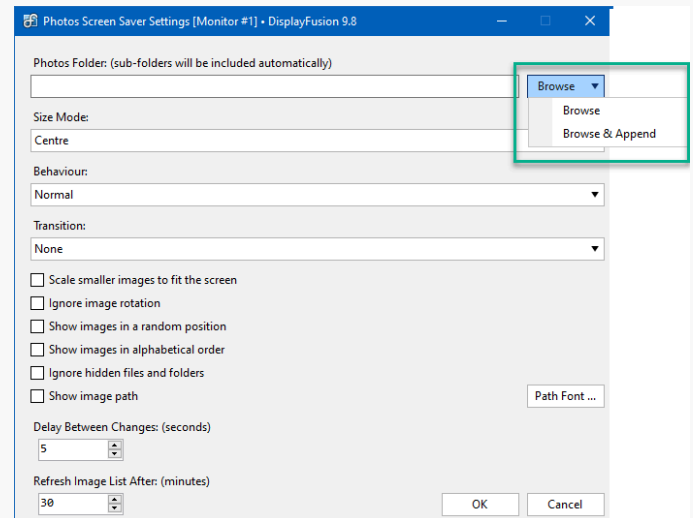 Photos Screen Saver Settings [Monitor #1] • DisplayFusion 9.8
Photos Folder: (sub-folders will be included automatically)
Browse
Browse
Browse & Append
Size Mode:
Centre
Behaviour:
Normal
Transition:
None
Scale smaller images to fit the screen
Ignore image rotation
Show images in a random position
Show images in alphabetical order
Ignore hidden files and folders
Show image path
Path Font ...
Delay Between Changes: (seconds)
5
Refresh Image List After: (minutes)
30
OK Cancel